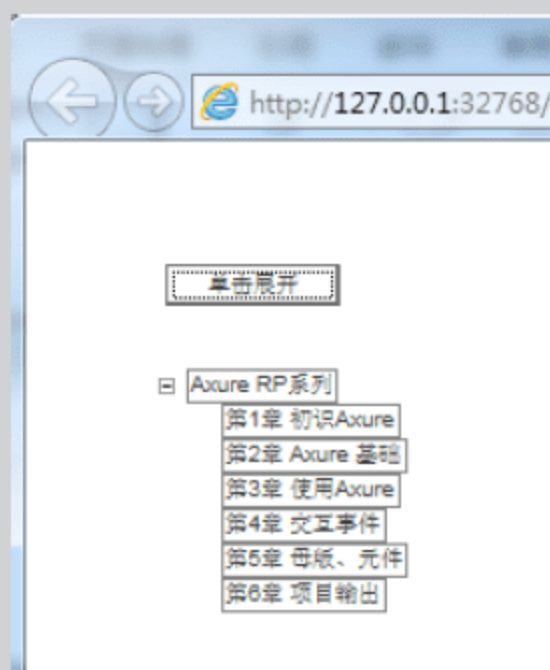 http://127.0.0.1:32768/
单击展开
Axure RP系列
第1章 初识Axure
第2章 Axure 基础
第3章 使用Axure
第4章 交互事件
第5章 母版、元件
第6章 项目输出